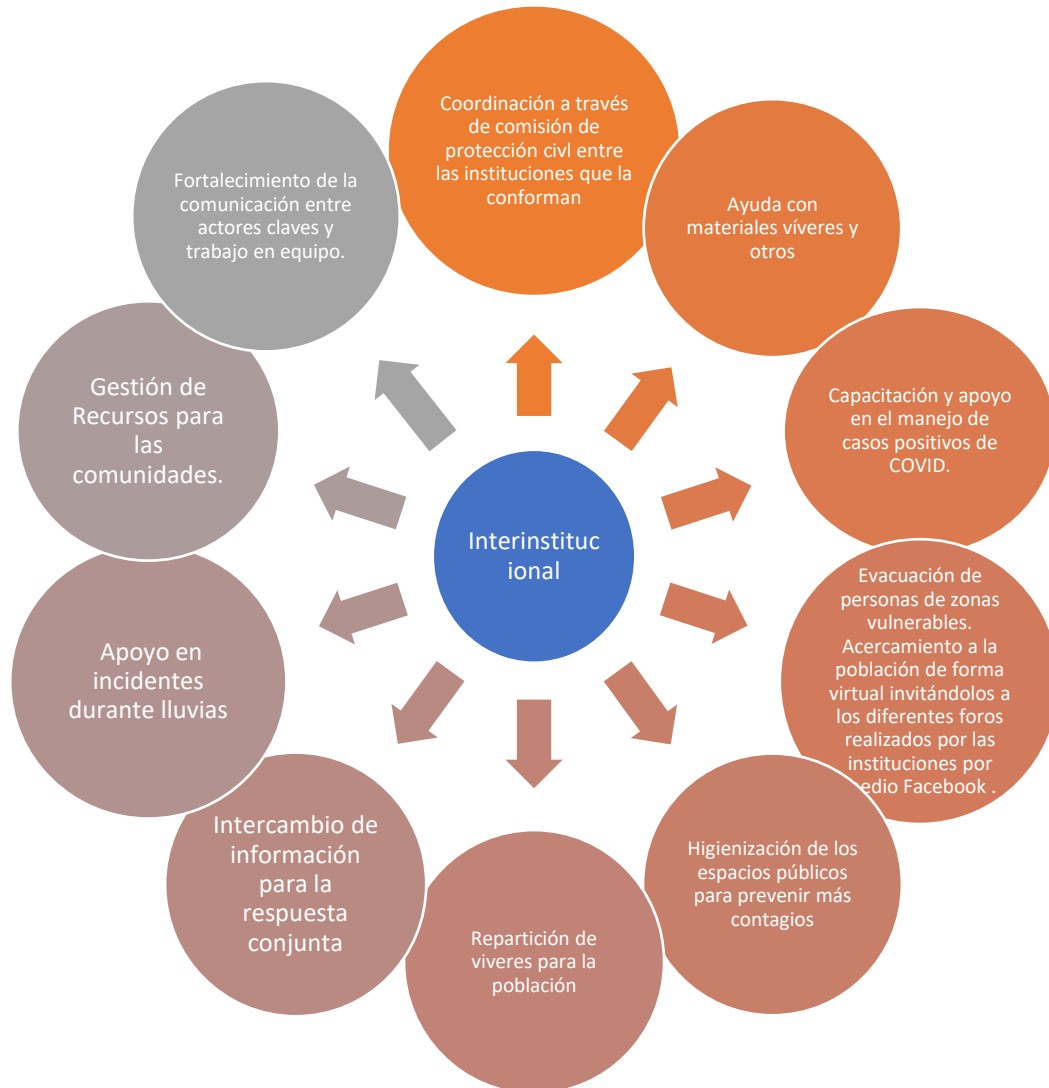 Coordinación a través
de comisión de
protección civl entre
las instituciones que la
conforman
Ayuda con
materiales víveres y
otros
Capacitación y apoyo
en el manejo de
casos positivos de
COVID.
Evacuación de
personas de zonas
vulnerables.
Acercamiento a la
población de forma
virtual invitándolos a
los diferentes foros
realizados por las
instituciones por
edio Facebook .
Higienización de los
espacios públicos
para prevenir más
contagios
Repartición de
viveres para la
población
Intercambio de
información
para la
respuesta
conjunta
Apoyo en
incidentes
durante lluvias
Gestión de
Recursos para
las
comunidades.
Fortalecimiento de la
comunicación entre
actores claves y
trabajo en equipo.
Interinstituc
ional